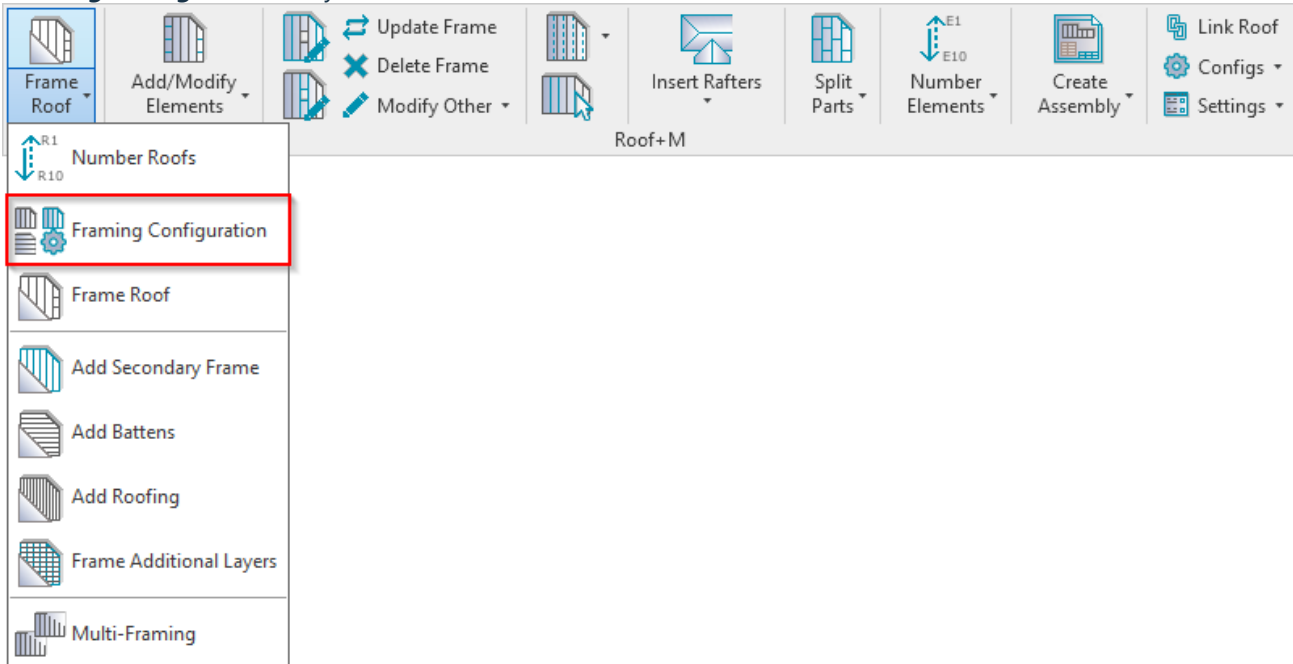 Update Frame
Link Roof
E1
E10
Delete Frame
Configs
Frame
Roof
Add/Modify
Elements
Insert Rafters
Split
Parts
Number
Elements
Create
Assembly
Modify Other
Settings
Roof+M
R1
R10
Number Roofs
Framing Configuration
Frame Roof
Add Secondary Frame
Add Battens
Add Roofing
Frame Additional Layers
Multi-Framing